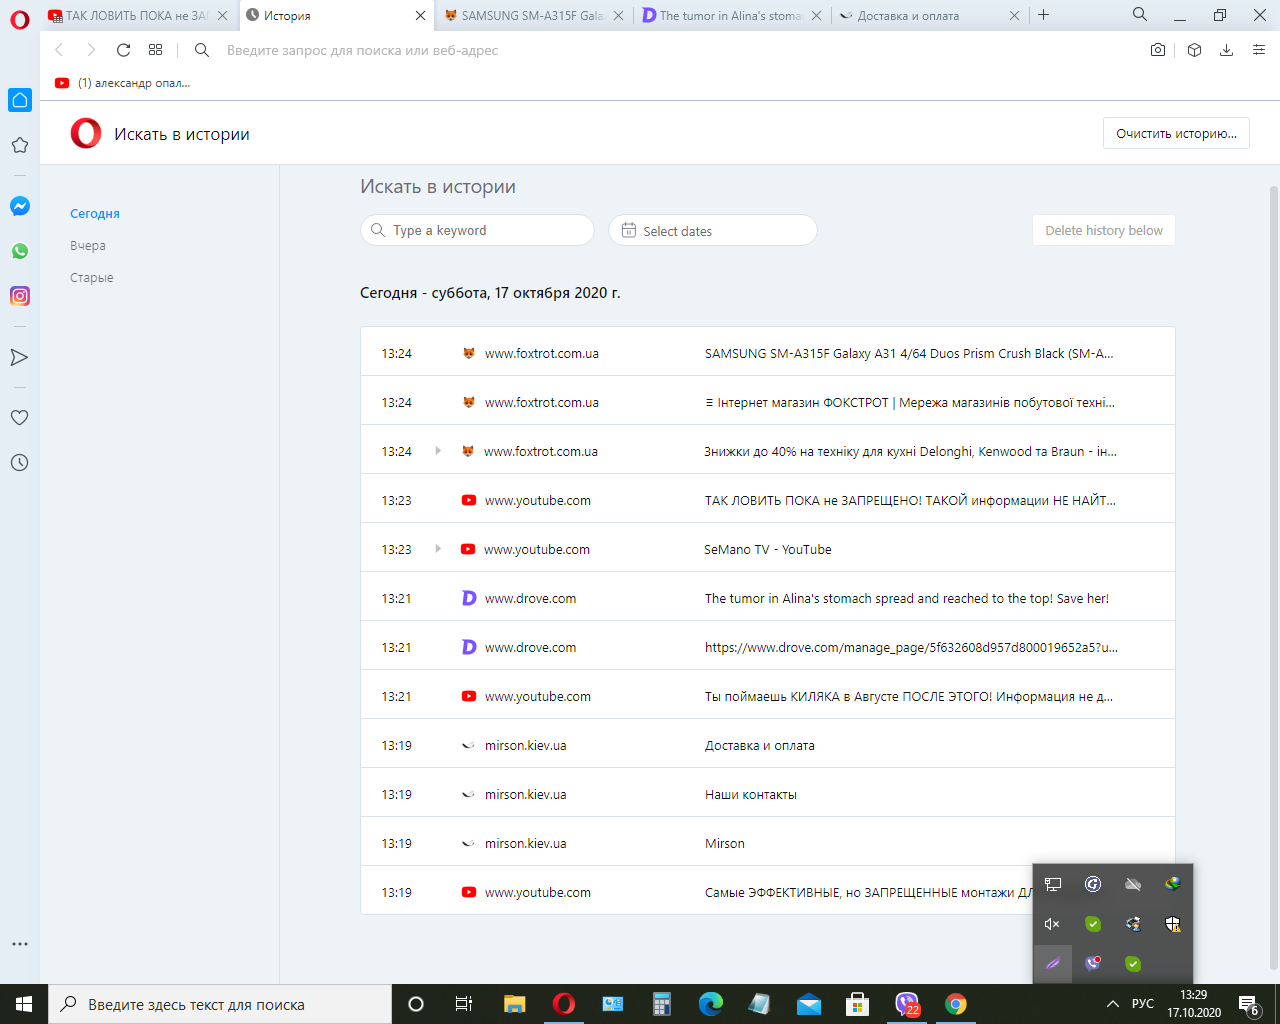 ТАК ЛОВИТЬ ПОКА не ЗАП
История
SAMSUNG SM-A315F Gala
The tumor in Alina's stoma
Доставка и оплата
Введите запрос для поиска или веб-адрес
(1) александр опал...
Искать в истории
Очистить историю...
Сегодня
Вчера
Старые
Искать в истории
Type a keyword
Select dates
Delete history below
Сегодня - суббота, 17 октября 2020 г.
13:24 www.foxtrot.com.ua SAMSUNG SM-A315F Galaxy A31 4/64 Duos Prism Crush Black (SM-A...
13:24 www.foxtrot.com.ua ≡ Інтернет магазин ФОКСТРОТ | Мережа магазинів побутової техні...
13:24 www.foxtrot.com.ua Знижки до 40% на техніку для кухні Delonghi, Kenwood та Braun - ін...
13:23 www.youtube.com ТАК ЛОВИТЬ ПОКА не ЗАПРЕЩЕНО! ТАКОЙ информации НЕ НАЙТ...
13:23 www.youtube.com SeMano TV - YouTube
13:21 www.drove.com The tumor in Alina's stomach spread and reached to the top! Save her!
13:21 www.drove.com https://www.drove.com/manage_page/5f632608d957d800019652a5?u...
13:21 www.youtube.com Ты поймаешь КИЛЯКА в Августе ПОСЛЕ ЭТОГО! Информация не д...
13:19 mirson.kiev.ua Доставка и оплата
13:19 mirson.kiev.ua Наши контакты
13:19 mirson.kiev.ua Mirson
13:19 www.youtube.com Самые ЭФФЕКТИВНЫЕ, но ЗАПРЕЩЕННЫЕ монтажи ДЛ
Введите здесь текст для поиска
22
РУС
13:29
17.10.2020
6